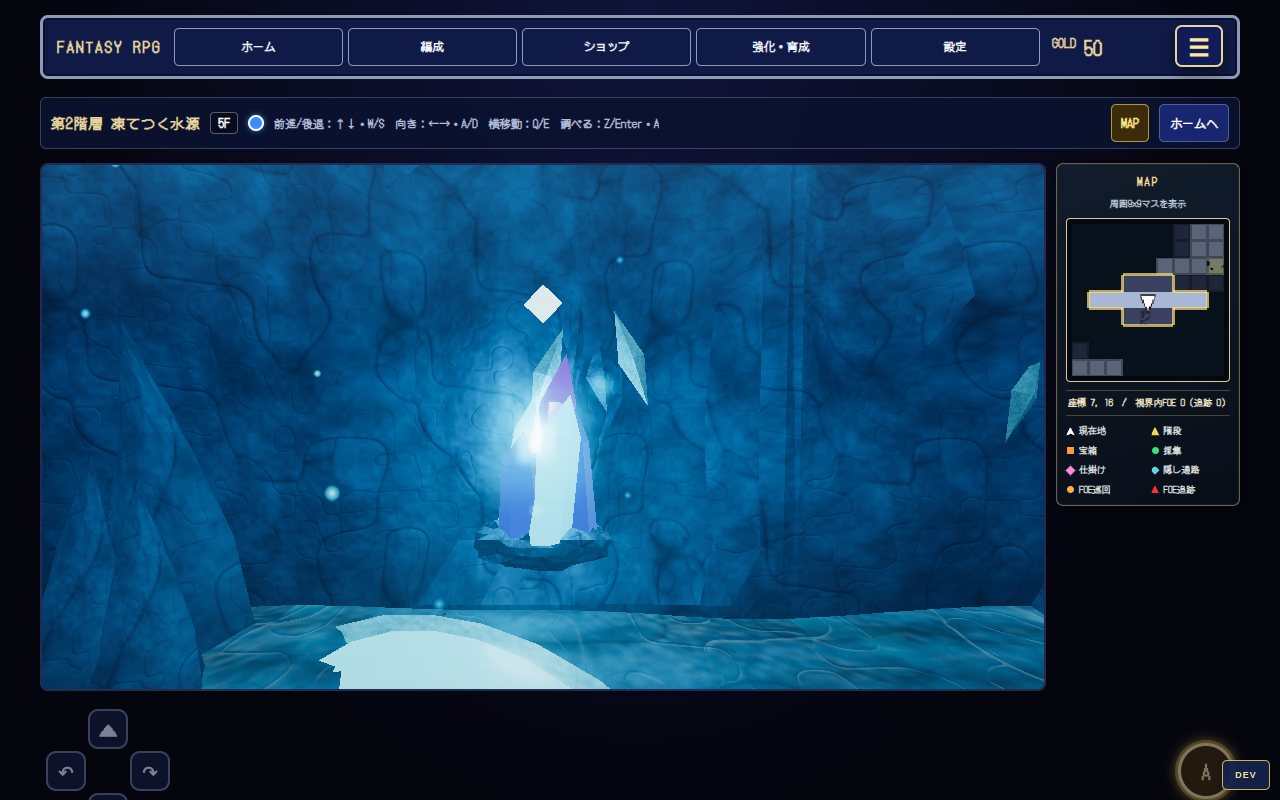 FANTASY RPG ホーム 編成 ショップ 強化・育成 設定 GOLD 50
第2階層 凍てつく水源 5F 前進/後退：↑↓・W/S 向き：←→・A/D 横移動：Q/E 調べる：Z/Enter・A MAP ホームへ
MAP
周囲9x9マスを表示
座標 7, 16 / 視界内FOE 0 (追跡 0)
現在地 階段
宝箱 採集
仕掛け 隠し通路
FOE巡回 FOE追跡
A DEV